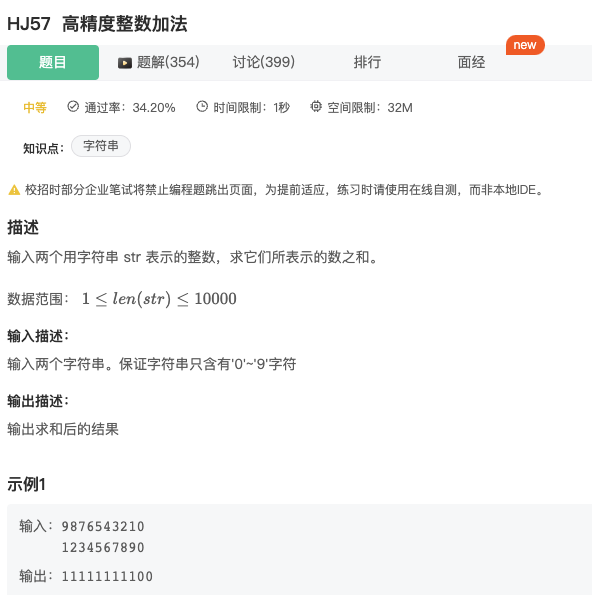 HJ57 高精度整数加法
new
题目 题解(354) 讨论(399) 排行 面经
中等 通过率：34.20% 时间限制：1秒 空间限制：32M
知识点： 字符串
校招时部分企业笔试将禁止编程题跳出页面，为提前适应，练习时请使用在线自测，而非本地IDE。
描述
输入两个用字符串 str 表示的整数，求它们所表示的数之和。
数据范围： 1 ≤ len(str) ≤ 10000
输入描述：
输入两个字符串。保证字符串只含有'0'~'9'字符
输出描述：
输出求和后的结果
示例1
输入：9876543210
1234567890
输出：11111111100